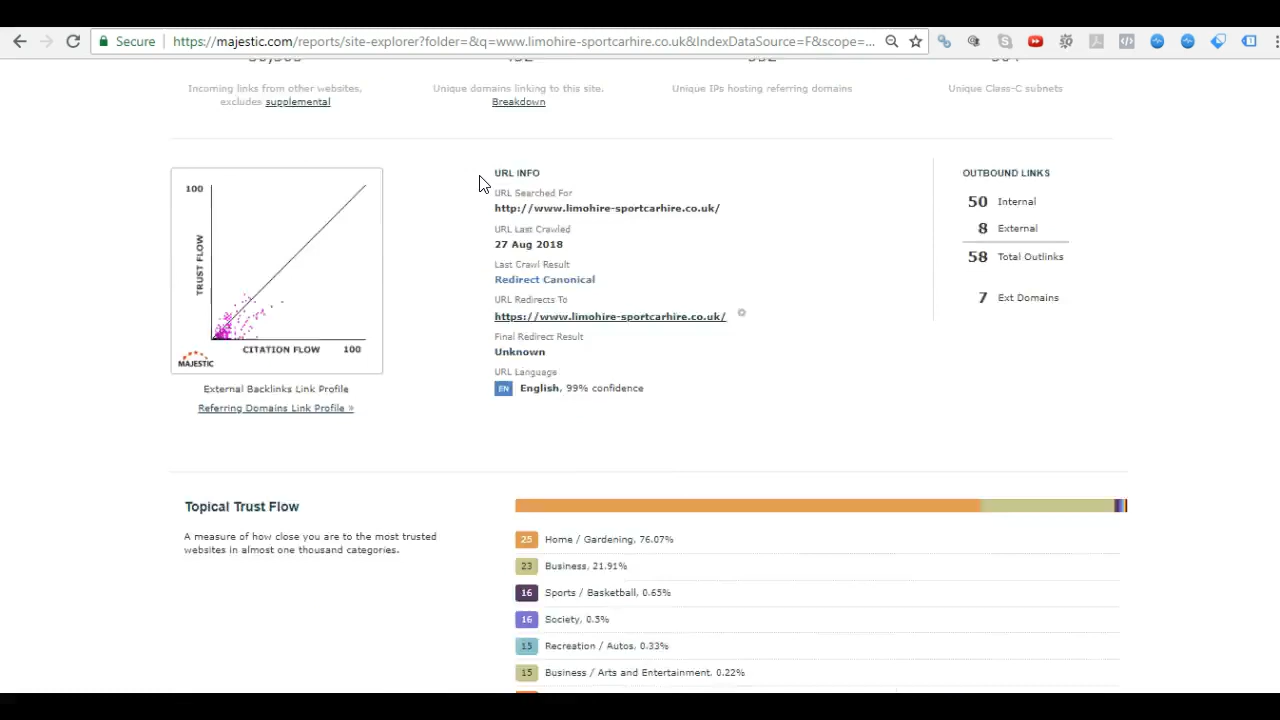 Secure https://majestic.com/reports/site-explorer?folder=&q=www.limohire-sportcarhire.co.uk&IndexDataSource=F&scope=...
Incoming links from other websites,
excludes supplemental
Unique domains linking to this site.
Breakdown
Unique IPs hosting referring domains
Unique Class-C subnets
100
TRUST FLOW
CITATION FLOW 100
MAJESTIC
External Backlinks Link Profile
Referring Domains Link Profile »
URL INFO
URL Searched For
http://www.limohire-sportcarhire.co.uk/
URL Last Crawled
27 Aug 2018
Last Crawl Result
Redirect Canonical
URL Redirects To
https://www.limohire-sportcarhire.co.uk/
Final Redirect Result
Unknown
URL Language
EN English, 99% confidence
OUTBOUND LINKS
50 Internal
8 External
58 Total Outlinks
7 Ext Domains
Topical Trust Flow
A measure of how close you are to the most trusted
websites in almost one thousand categories.
25 Home / Gardening, 76.07%
23 Business, 21.91%
16 Sports / Basketball, 0.65%
16 Society, 0.5%
15 Recreation / Autos, 0.33%
15 Business / Arts and Entertainment, 0.22%